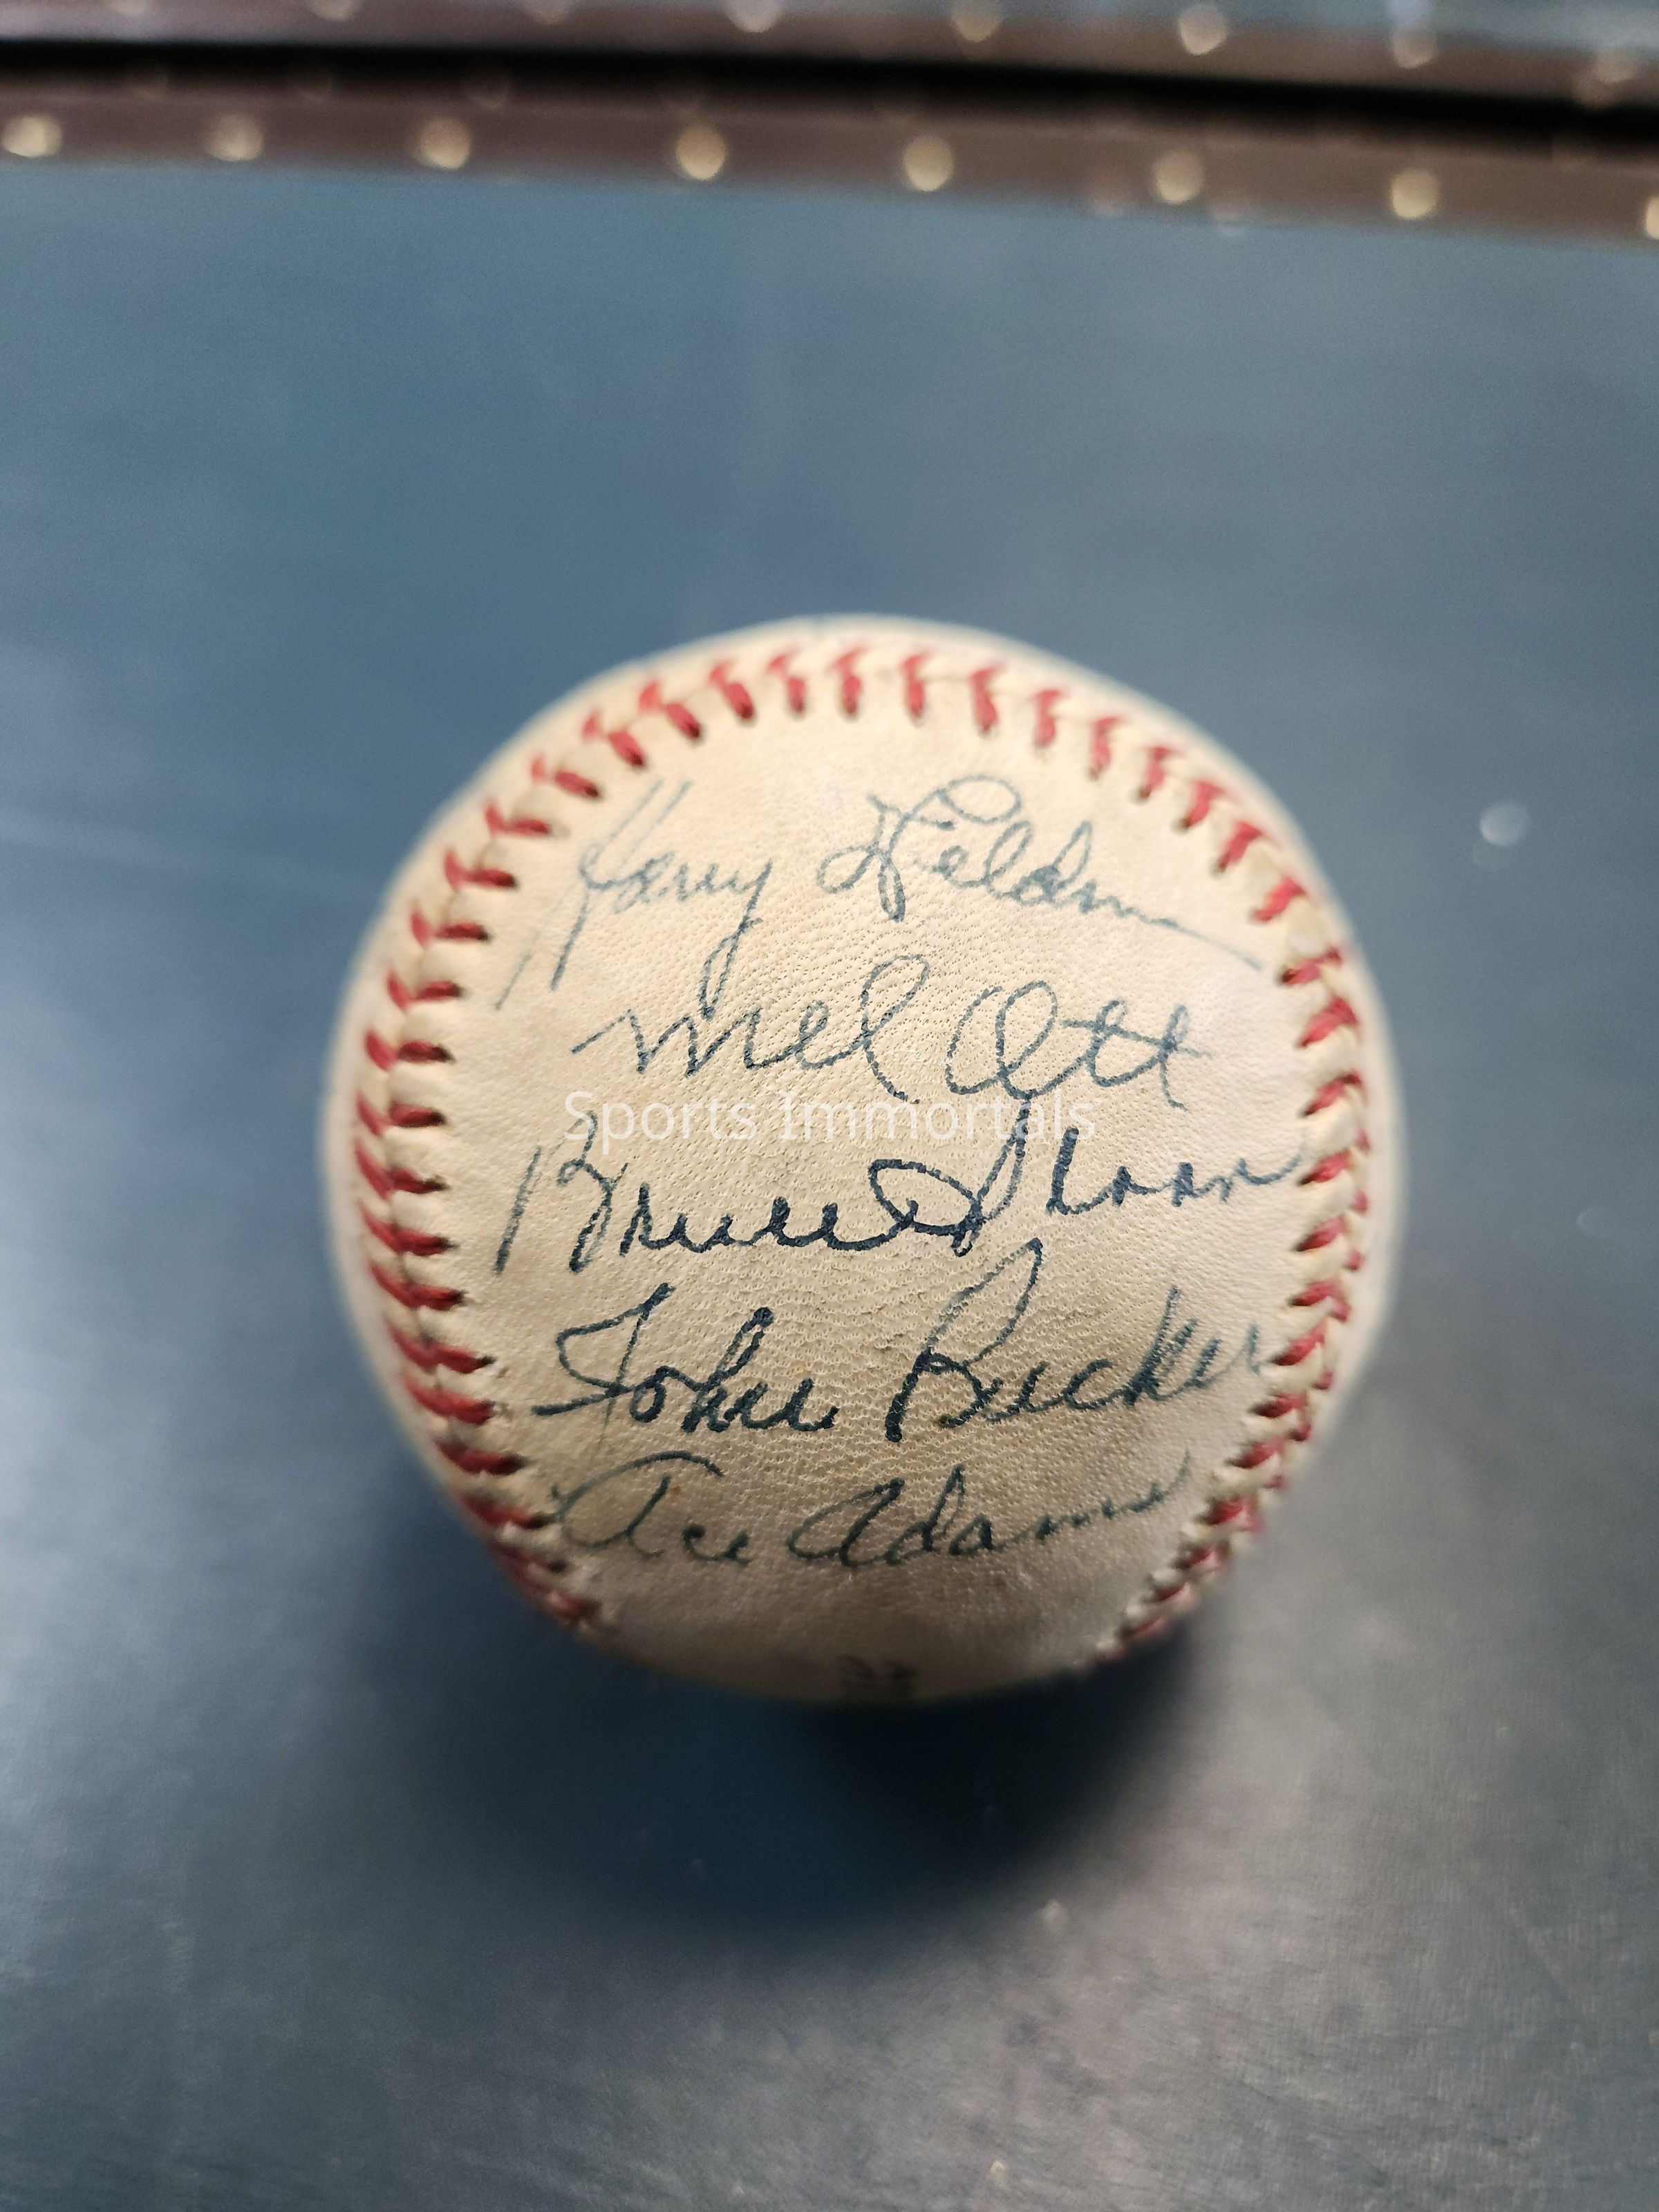 Harry Feldman
Mel Ott
Sports Immortals
Bruce Sloan
John Rucker
Ace Adams